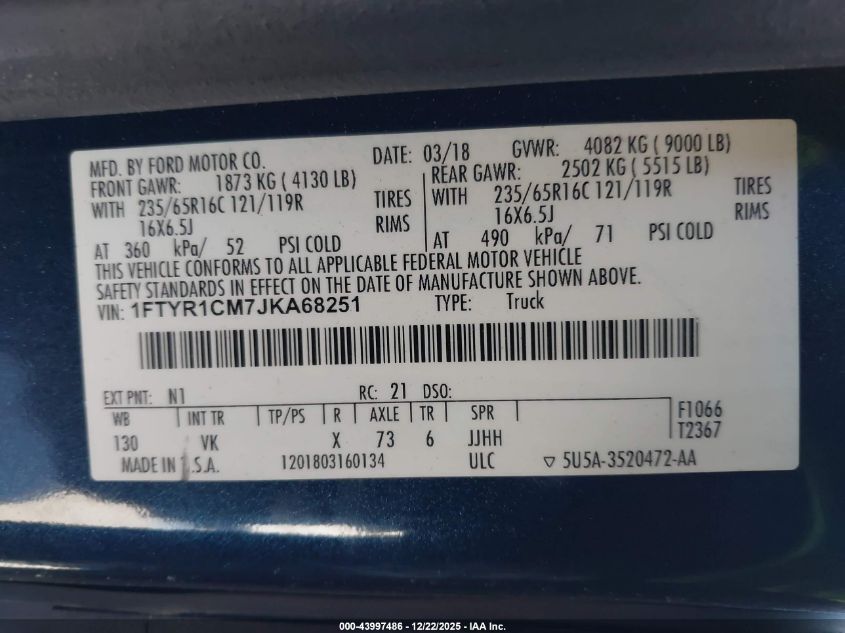 MFD. BY FORD MOTOR CO. DATE: 03/18 GVWR: 4082 KG ( 9000 LB)
FRONT GAWR: 1873 KG ( 4130 LB) REAR GAWR: 2502 KG ( 5515 LB)
WITH 235/65R16C 121/119R TIRES WITH 235/65R16C 121/119R TIRES
16X6.5J RIMS 16X6.5J RIMS
AT 360 kPa/ 52 PSI COLD AT 490 kPa/ 71 PSI COLD
THIS VEHICLE CONFORMS TO ALL APPLICABLE FEDERAL MOTOR VEHICLE
SAFETY STANDARDS IN EFFECT ON THE DATE OF MANUFACTURE SHOWN ABOVE.
VIN: 1FTYR1CM7JKA68251 TYPE: Truck
EXT PNT: N1 RC: 21 DSO:
WB INT TR TP/PS R AXLE TR SPR F1066
130 VK X 73 6 JJHH T2367
MADE IN U.S.A. 1201803160134 ULC ▽ 5U5A-3520472-AA
000-43997486 - 12/22/2025 - IAA Inc.